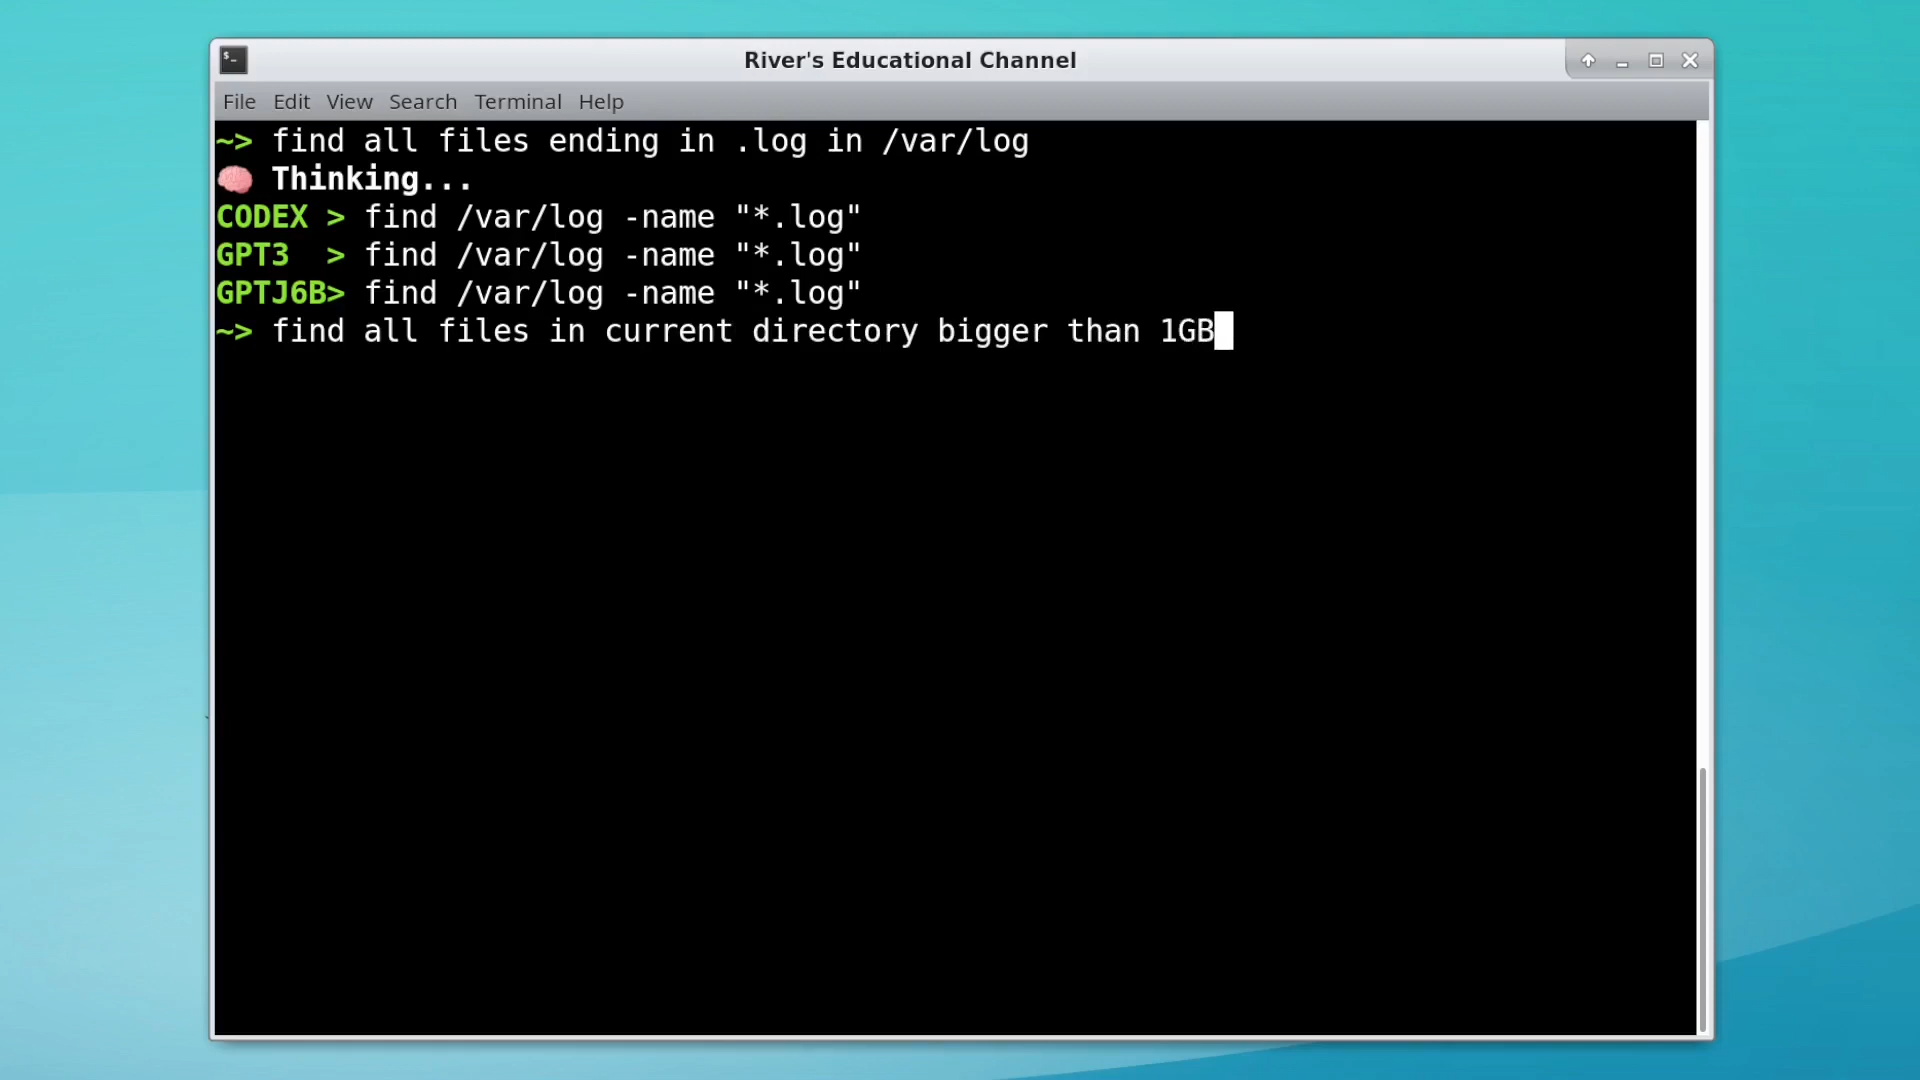 $_
River's Educational Channel
File Edit View Search Terminal Help
~> find all files ending in .log in /var/log
🧠 Thinking...
CODEX > find /var/log -name "*.log"
GPT3  > find /var/log -name "*.log"
GPTJ6B> find /var/log -name "*.log"
~> find all files in current directory bigger than 1GB